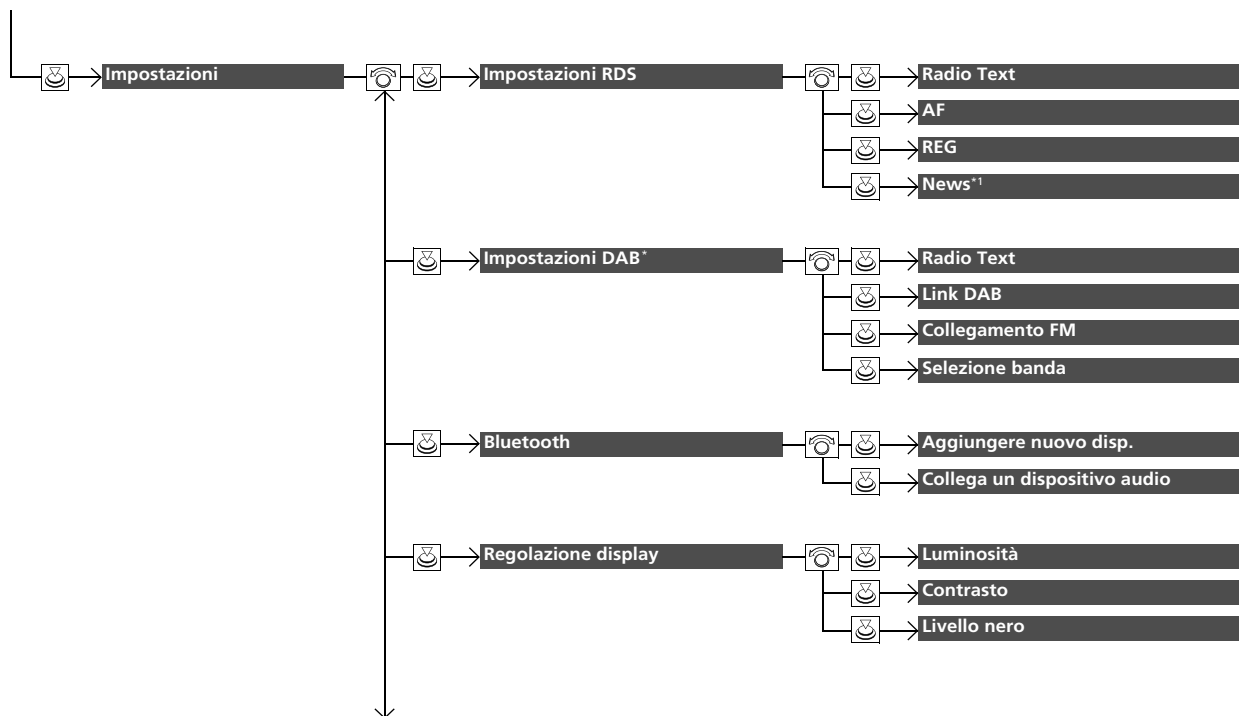 Impostazioni
Impostazioni RDS
Radio Text
AF
REG
News*1
Impostazioni DAB*
Radio Text
Link DAB
Collegamento FM
Selezione banda
Bluetooth
Aggiungere nuovo disp.
Collega un dispositivo audio
Regolazione display
Luminosità
Contrasto
Livello nero